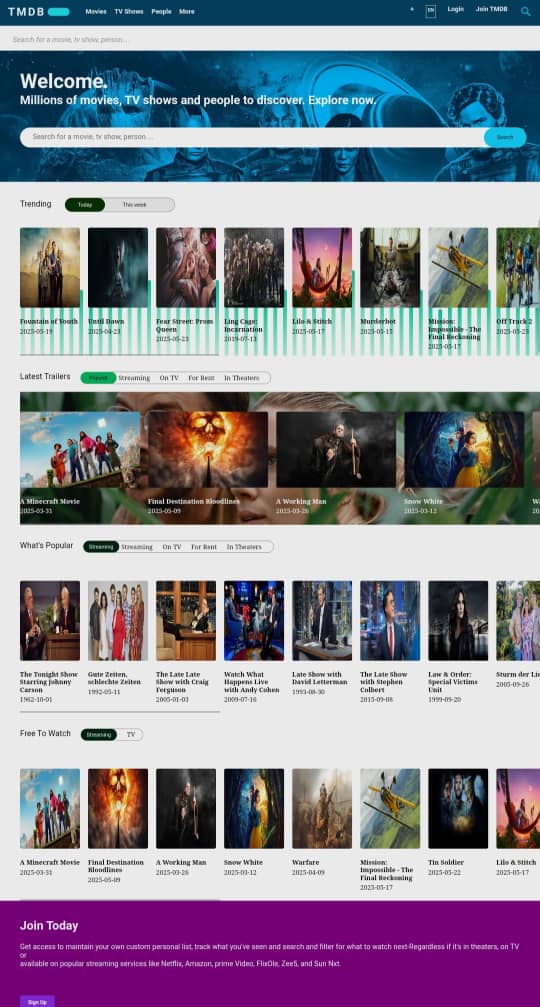 TMDB Movies TV Shows People More + EN Login Join TMDB
Search for a movie, tv show, person.....
Welcome.
Millions of movies, TV shows and people to discover. Explore now.
Search for a movie, tv show, person..... Search
Trending Today This week
Fountain of Youth
2025-05-19
Until Dawn
2025-04-23
Fear Street: Prom
Queen
2025-05-23
Ling Cage:
Incarnation
2019-07-13
Lilo & Stitch
2025-05-17
Murderbot
2025-05-15
Mission:
Impossible - The
Final Reckoning
2025-05-17
Off Track 2
2025-05-23
Latest Trailers Popular Streaming On TV For Rent In Theaters
A Minecraft Movie
2025-03-31
Final Destination Bloodlines
2025-05-09
A Working Man
2025-03-26
Snow White
2025-03-12
What's Popular Streaming Streaming On TV For Rent In Theaters
The Tonight Show
Starring Johnny
Carson
1962-10-01
Gute Zeiten,
schlechte Zeiten
1992-05-11
The Late Late
Show with Craig
Ferguson
2005-01-03
Watch What
Happens Live
with Andy Cohen
2009-07-16
Late Show with
David Letterman
1993-08-30
The Late Show
with Stephen
Colbert
2015-09-08
Law & Order:
Special Victims
Unit
1999-09-20
Sturm der Lie
2005-09-26
Free To Watch Streaming TV
A Minecraft Movie
2025-03-31
Final Destination
Bloodlines
2025-05-09
A Working Man
2025-03-26
Snow White
2025-03-12
Warfare
2025-04-09
Mission:
Impossible - The
Final Reckoning
2025-05-17
Tin Soldier
2025-05-22
Lilo & Stitch
2025-05-17
Join Today
Get access to maintain your own custom personal list, track what you've seen and search and filter for what to watch next-Regardless if it's in theaters, on TV
or
available on popular streaming services like Netflix, Amazon, prime Video, FlixOle, Zee5, and Sun Nxt.
Sign Up